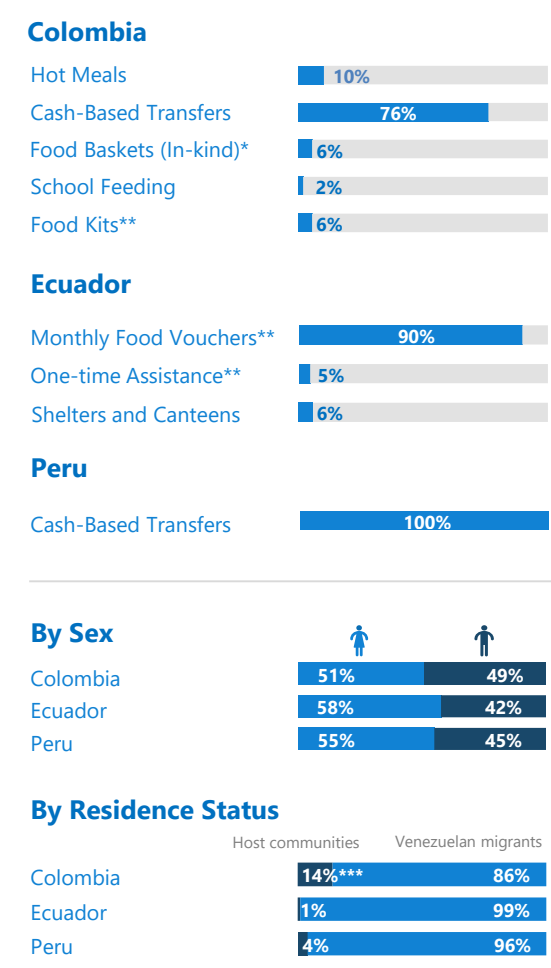 Colombia
Hot Meals 10%
Cash-Based Transfers 76%
Food Baskets (In-kind)* 6%
School Feeding 2%
Food Kits** 6%
Ecuador
Monthly Food Vouchers** 90%
One-time Assistance** 5%
Shelters and Canteens 6%
Peru
Cash-Based Transfers 100%
By Sex
Colombia 51% 49%
Ecuador 58% 42%
Peru 55% 45%
By Residence Status
Host communities Venezuelan migrants
Colombia 14%*** 86%
Ecuador 1% 99%
Peru 4% 96%